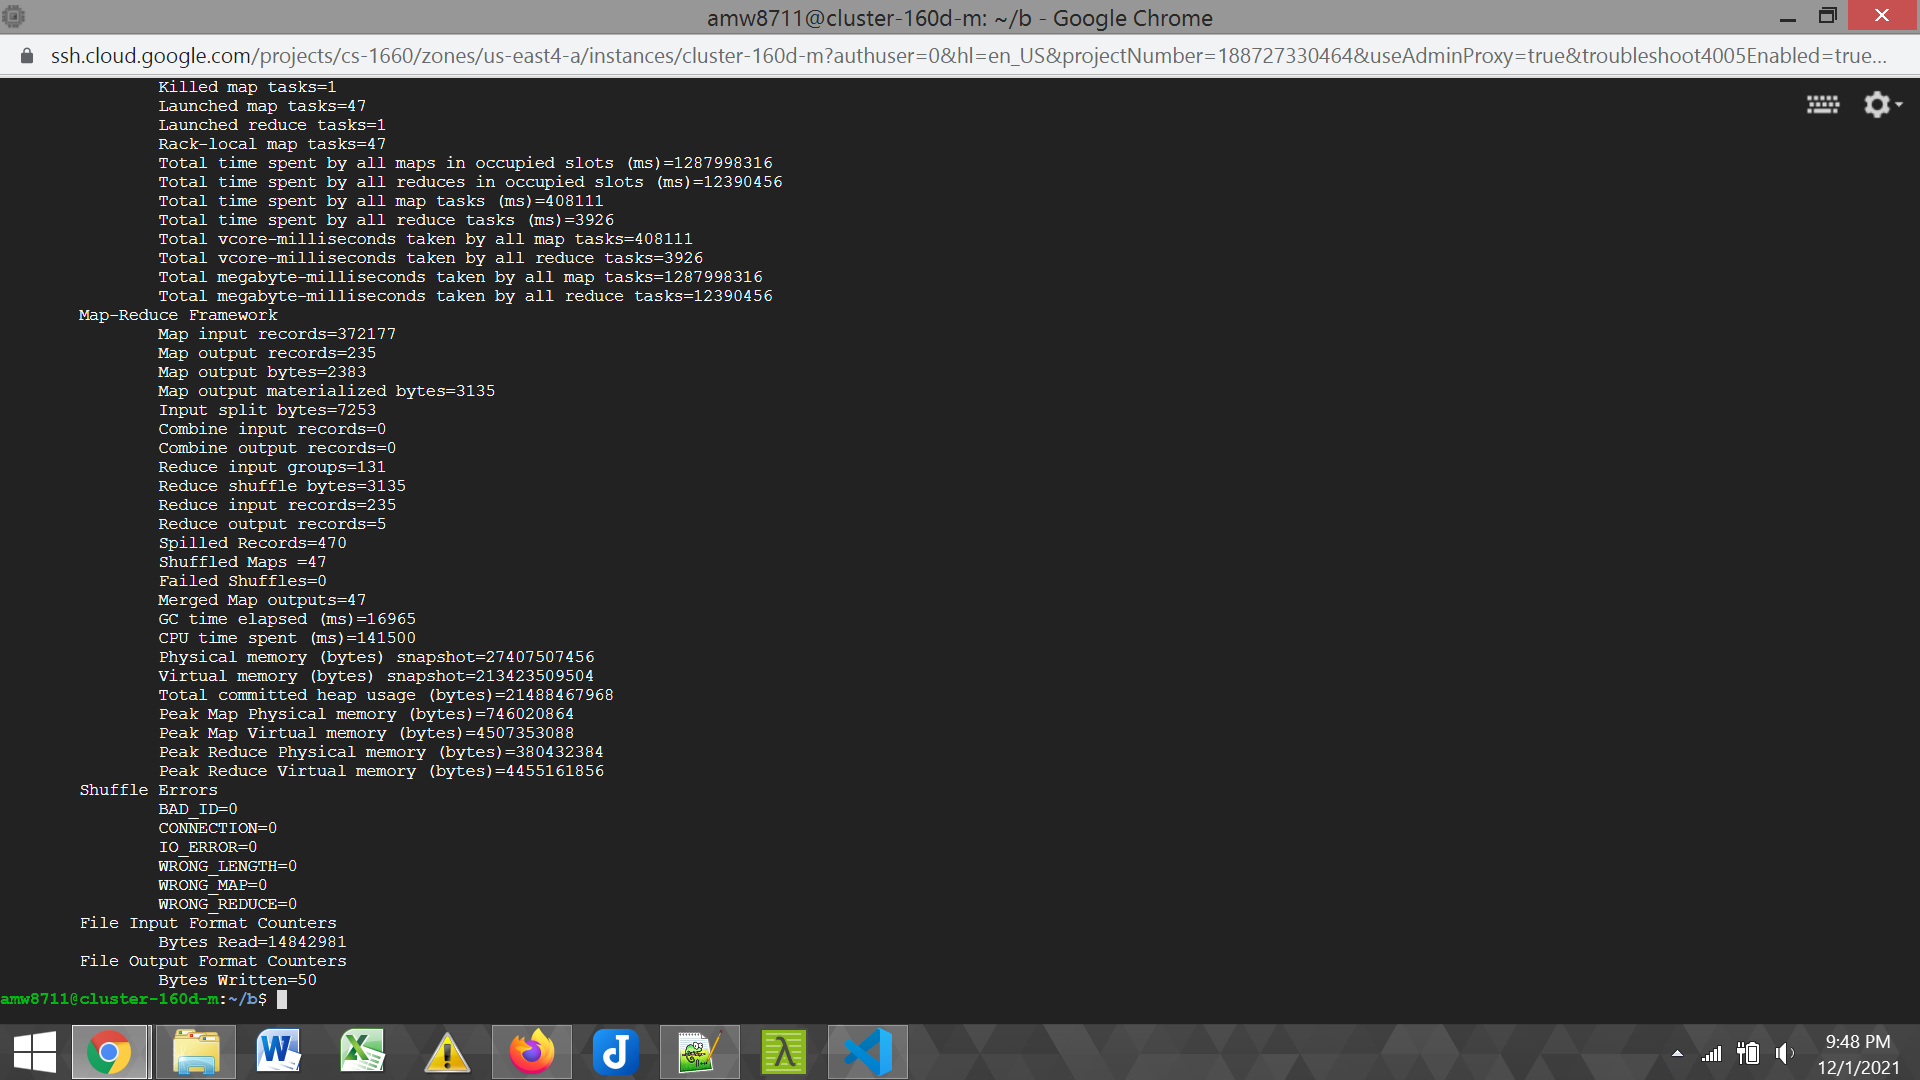 amw8711@cluster-160d-m: ~/b - Google Chrome
ssh.cloud.google.com/projects/cs-1660/zones/us-east4-a/instances/cluster-160d-m?authuser=0&hl=en_US&projectNumber=188727330464&useAdminProxy=true&troubleshoot4005Enabled=true...
Killed map tasks=1
Launched map tasks=47
Launched reduce tasks=1
Rack-local map tasks=47
Total time spent by all maps in occupied slots (ms)=1287998316
Total time spent by all reduces in occupied slots (ms)=12390456
Total time spent by all map tasks (ms)=408111
Total time spent by all reduce tasks (ms)=3926
Total vcore-milliseconds taken by all map tasks=408111
Total vcore-milliseconds taken by all reduce tasks=3926
Total megabyte-milliseconds taken by all map tasks=1287998316
Total megabyte-milliseconds taken by all reduce tasks=12390456
Map-Reduce Framework
Map input records=372177
Map output records=235
Map output bytes=2383
Map output materialized bytes=3135
Input split bytes=7253
Combine input records=0
Combine output records=0
Reduce input groups=131
Reduce shuffle bytes=3135
Reduce input records=235
Reduce output records=5
Spilled Records=470
Shuffled Maps =47
Failed Shuffles=0
Merged Map outputs=47
GC time elapsed (ms)=16965
CPU time spent (ms)=141500
Physical memory (bytes) snapshot=27407507456
Virtual memory (bytes) snapshot=213423509504
Total committed heap usage (bytes)=21488467968
Peak Map Physical memory (bytes)=746020864
Peak Map Virtual memory (bytes)=4507353088
Peak Reduce Physical memory (bytes)=380432384
Peak Reduce Virtual memory (bytes)=4455161856
Shuffle Errors
BAD_ID=0
CONNECTION=0
IO_ERROR=0
WRONG_LENGTH=0
WRONG_MAP=0
WRONG_REDUCE=0
File Input Format Counters
Bytes Read=14842981
File Output Format Counters
Bytes Written=50
amw8711@cluster-160d-m:~/b$
9:48 PM
12/1/2021